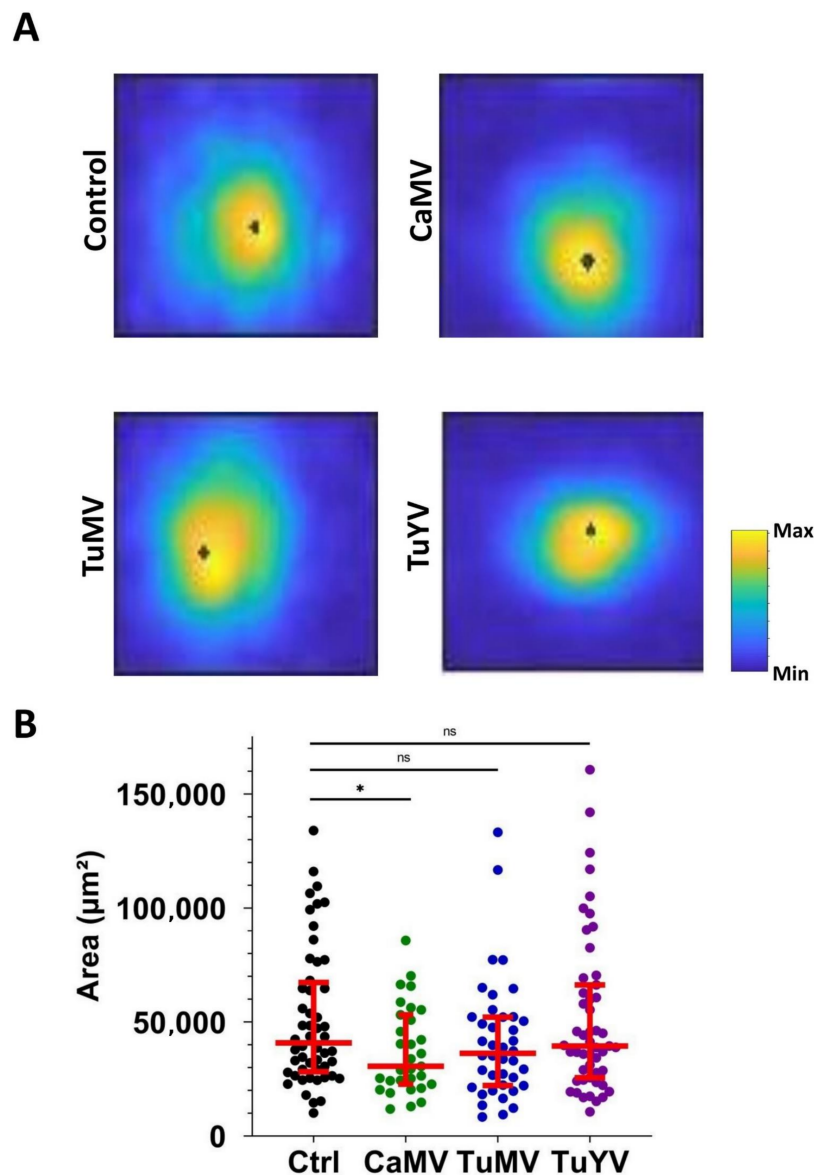 A
Control
CaMV
TuMV
TuYV
Max
Min
B
ns
ns
*
150,000
100,000
50,000
0
Area (µm²)
Ctrl CaMV TuMV TuYV